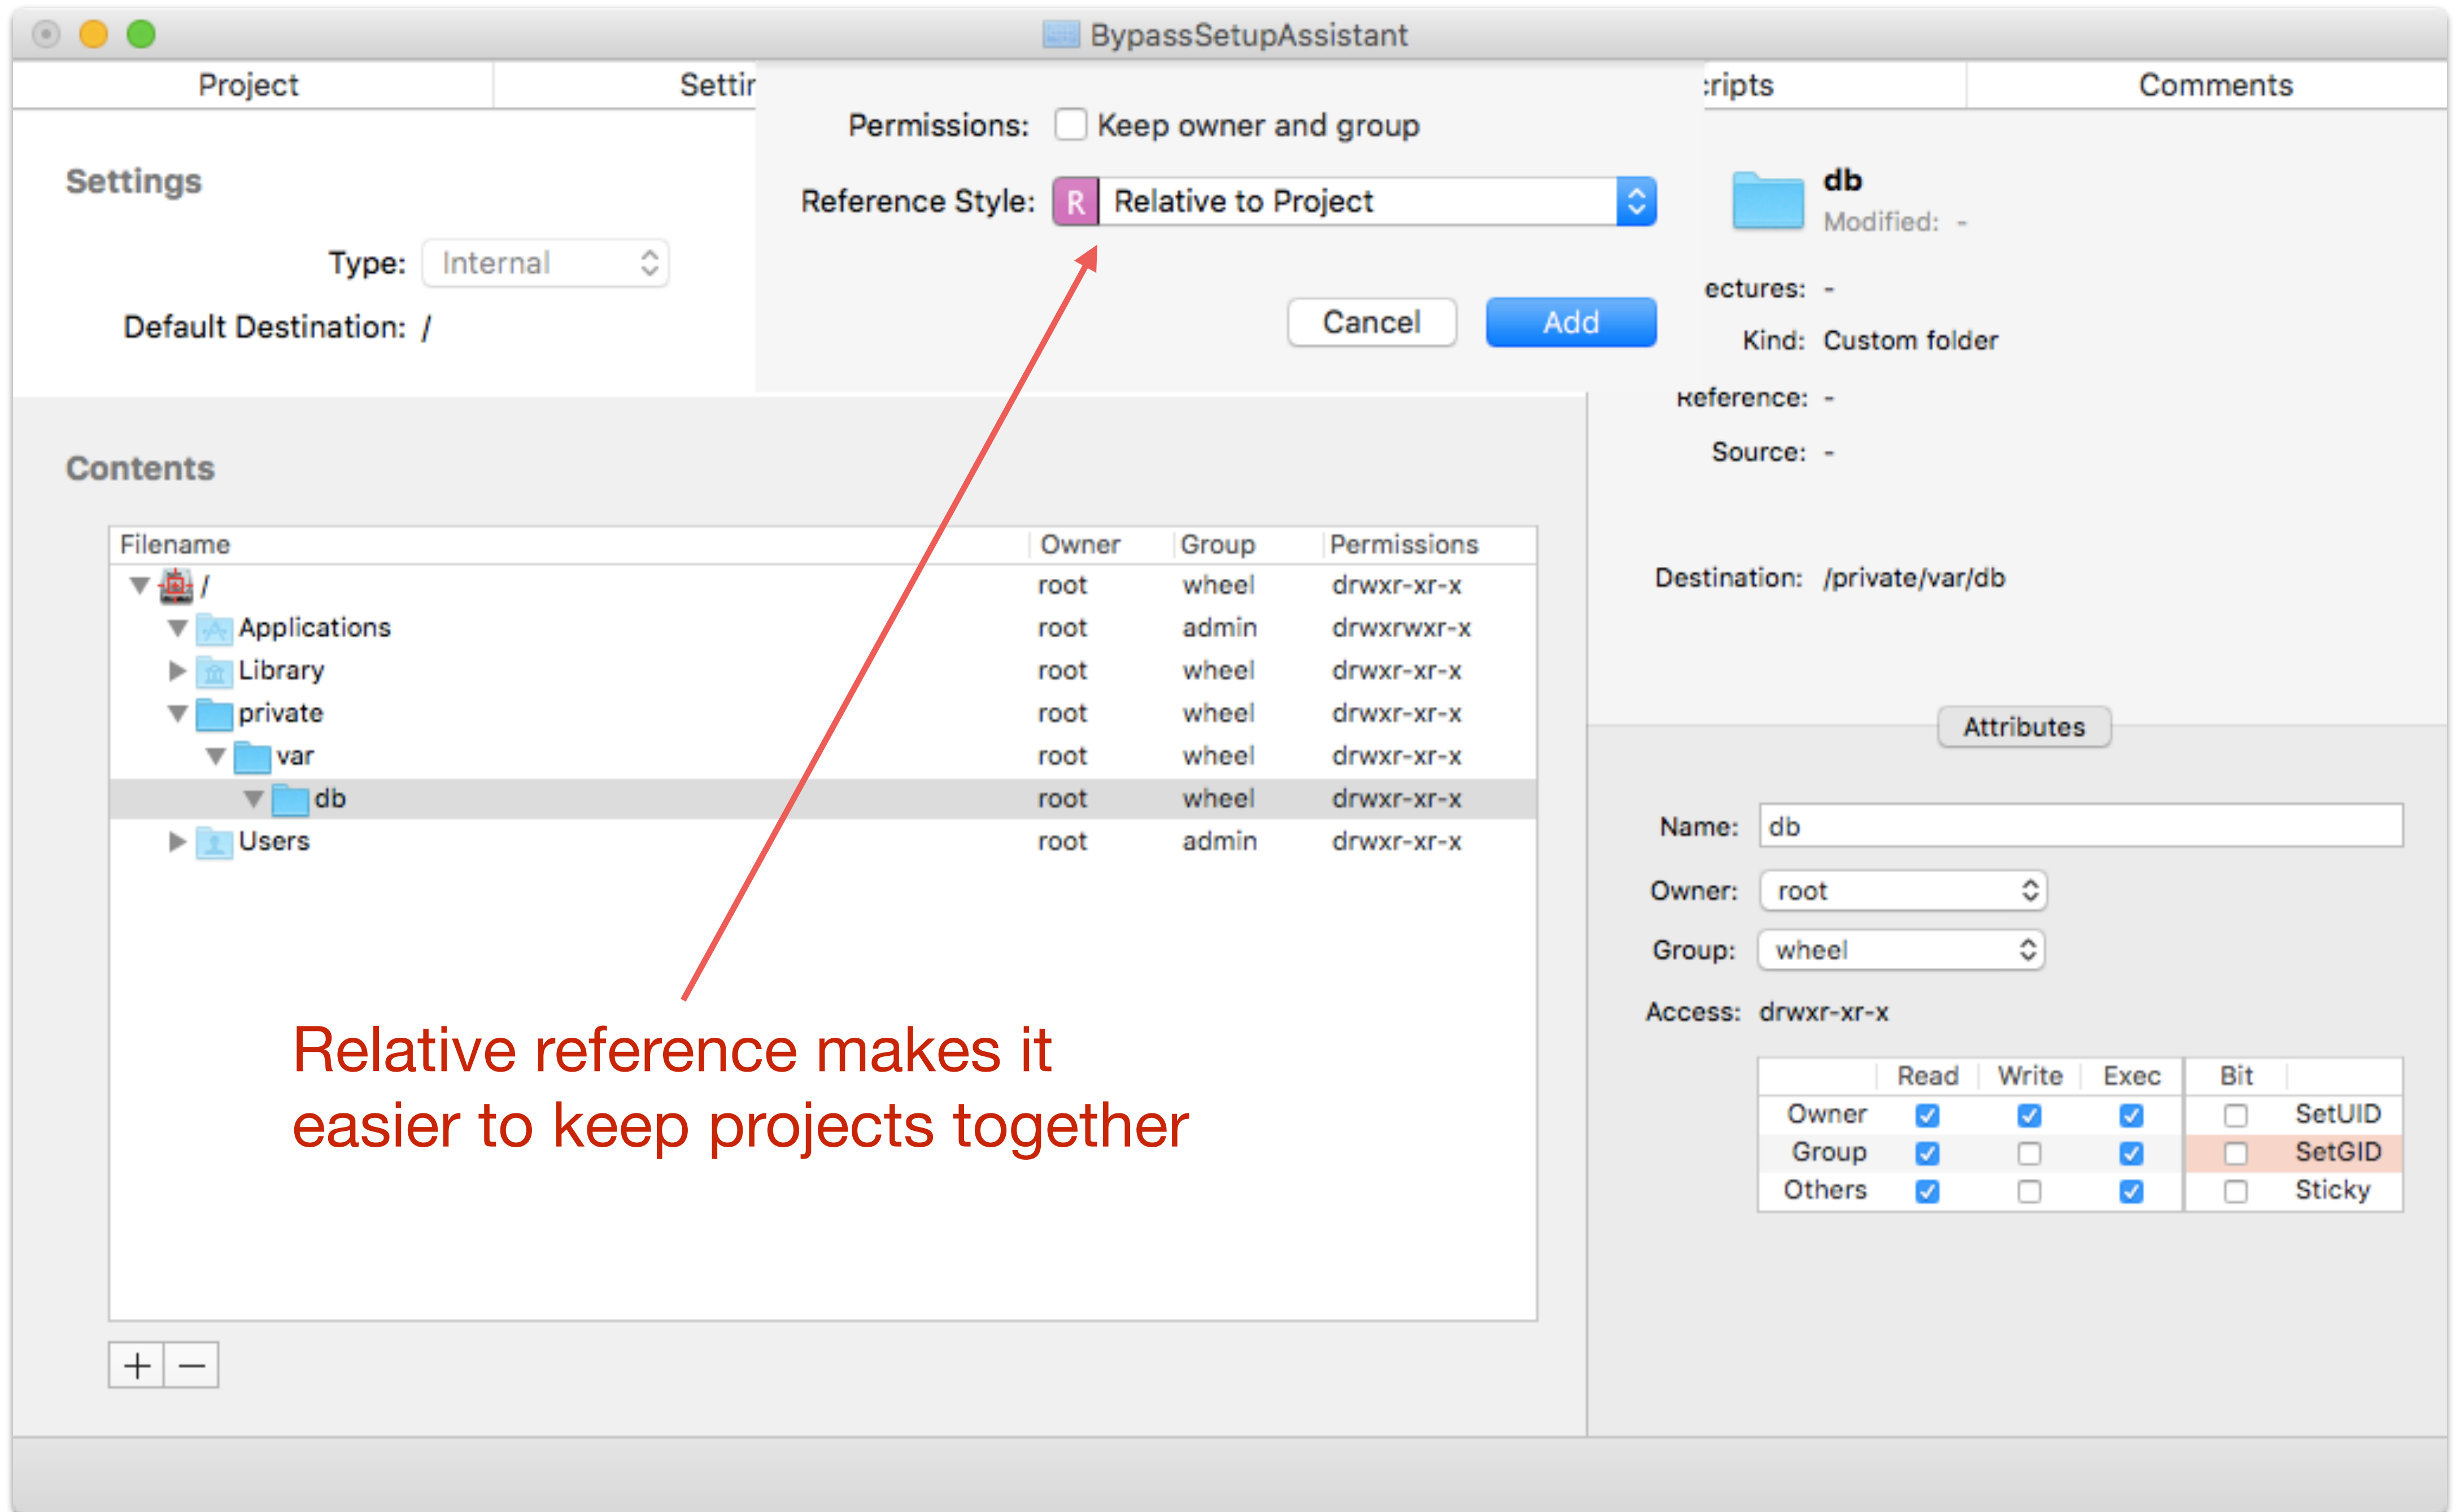 BypassSetupAssistant
Project
Comments
Permissions: Keep owner and group
Reference Style: R Relative to Project
Cancel Add
Settings
Type: Internal
Default Destination: /
db
Modified: -
Kind: Custom folder
Reference: -
Source: -
Destination: /private/var/db
Contents
Filename Owner Group Permissions
/ root wheel drwxr-xr-x
Applications root admin drwxrwxr-x
Library root wheel drwxr-xr-x
private root wheel drwxr-xr-x
var root wheel drwxr-xr-x
db root wheel drwxr-xr-x
Users root admin drwxr-xr-x
Relative reference makes it
easier to keep projects together
Attributes
Name: db
Owner: root
Group: wheel
Access: drwxr-xr-x
Read Write Exec Bit
Owner SetUID
Group SetGID
Others Sticky